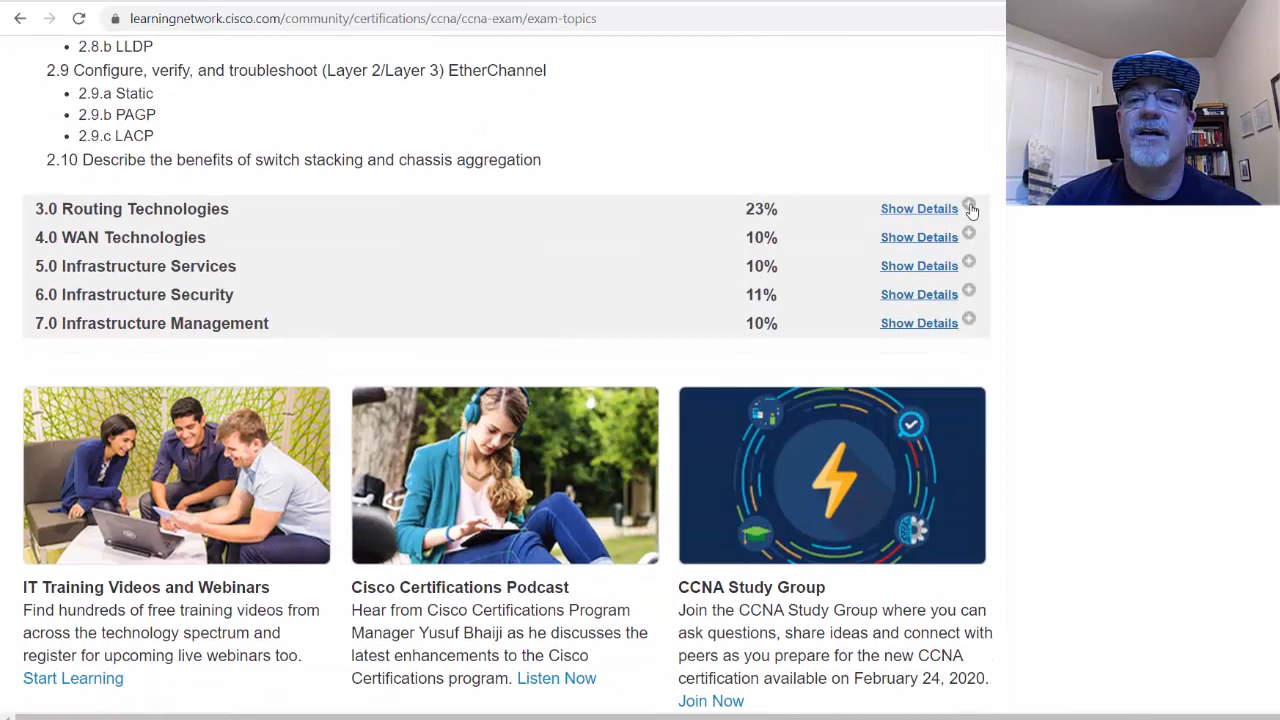 learningnetwork.cisco.com/community/certifications/ccna/ccna-exam/exam-topics
• 2.8.b LLDP
2.9 Configure, verify, and troubleshoot (Layer 2/Layer 3) EtherChannel
• 2.9.a Static
• 2.9.b PAGP
• 2.9.c LACP
2.10 Describe the benefits of switch stacking and chassis aggregation
3.0 Routing Technologies 23% Show Details
4.0 WAN Technologies 10% Show Details
5.0 Infrastructure Services 10% Show Details
6.0 Infrastructure Security 11% Show Details
7.0 Infrastructure Management 10% Show Details
IT Training Videos and Webinars
Find hundreds of free training videos from
across the technology spectrum and
register for upcoming live webinars too.
Start Learning
Cisco Certifications Podcast
Hear from Cisco Certifications Program
Manager Yusuf Bhaiji as he discusses the
latest enhancements to the Cisco
Certifications program. Listen Now
CCNA Study Group
Join the CCNA Study Group where you can
ask questions, share ideas and connect with
peers as you prepare for the new CCNA
certification available on February 24, 2020.
Join Now